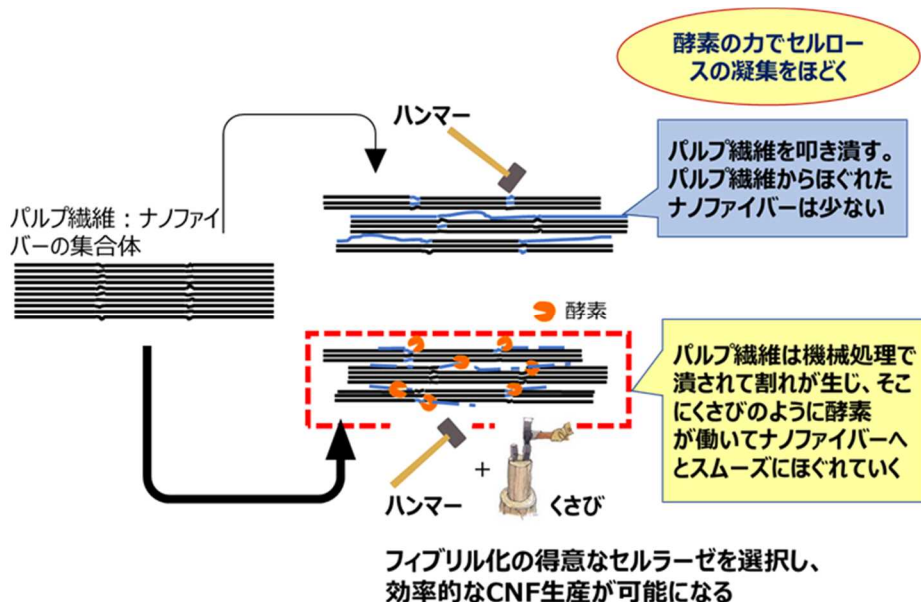 酵素の力でセルロー
スの凝集をほどく
ハンマー
パルプ繊維を叩き潰す。
パルプ繊維からほぐれた
ナノファイバーは少ない
パルプ繊維：ナノファイ
バーの集合体
酵素
パルプ繊維は機械処理で
潰されて割れが生じ、そこ
にくさびのように酵素
が働いてナノファイバーへ
とスムーズにほぐれていく
+
ハンマー
くさび
フィブリル化の得意なセルラーゼを選択し、
効率的なCNF生産が可能になる